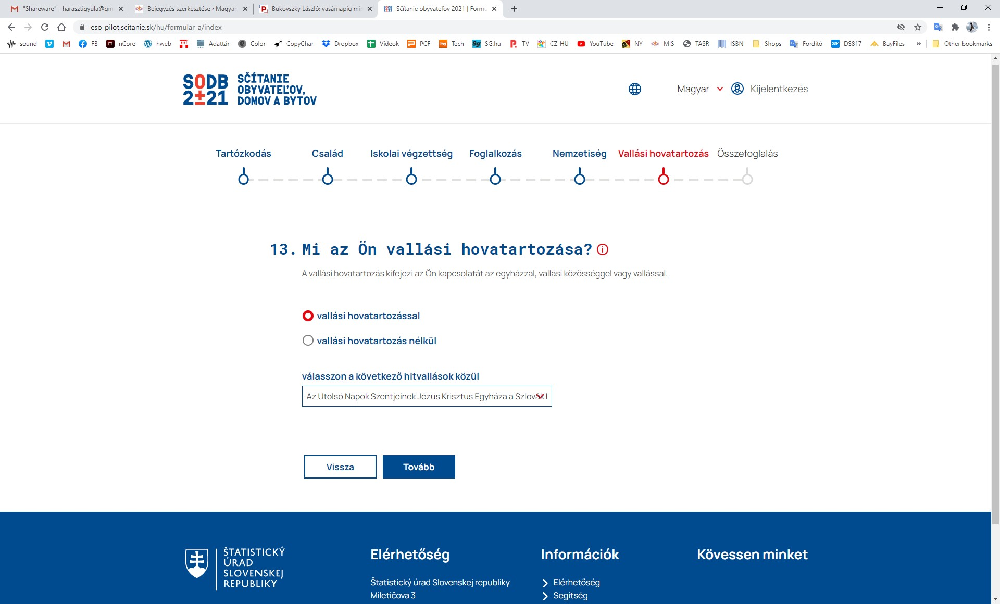 "Shareware" - harasztigyula@gm
Bejegyzés szerkesztése ‹ Magyar
Bukovszky László: vasárnapig min
Sčítanie obyvateľov 2021 | Formu
eso-pilot.scitanie.sk/hu/formular-a/index
sound FB nCore hweb Adattár Color CopyChar Dropbox Videok PCF Tech SG.hu TV CZ-HU YouTube NY MIS TASR ISBN Shops Fordító DS817 BayFiles » Other bookmarks
SODB
2±21
SČÍTANIE
OBYVATEĽOV,
DOMOV A BYTOV
Magyar
Kijelentkezés
Tartózkodás Család Iskolai végzettség Foglalkozás Nemzetiség Vallási hovatartozás Összefoglalás
13. Mi az Ön vallási hovatartozása?
A vallási hovatartozás kifejezi az Ön kapcsolatát az egyházzal, vallási közösséggel vagy vallással.
vallási hovatartozással
vallási hovatartozás nélkül
válasszon a következő hitvallások közül
Az Utolsó Napok Szentjeinek Jézus Krisztus Egyháza a Szlovák
Vissza
Tovább
ŠTATISTICKÝ
ÚRAD
SLOVENSKEJ
REPUBLIKY
Elérhetőség
Štatistický úrad Slovenskej republiky
Miletičova 3
Információk
Elérhetőség
Segítség
Kövessen minket